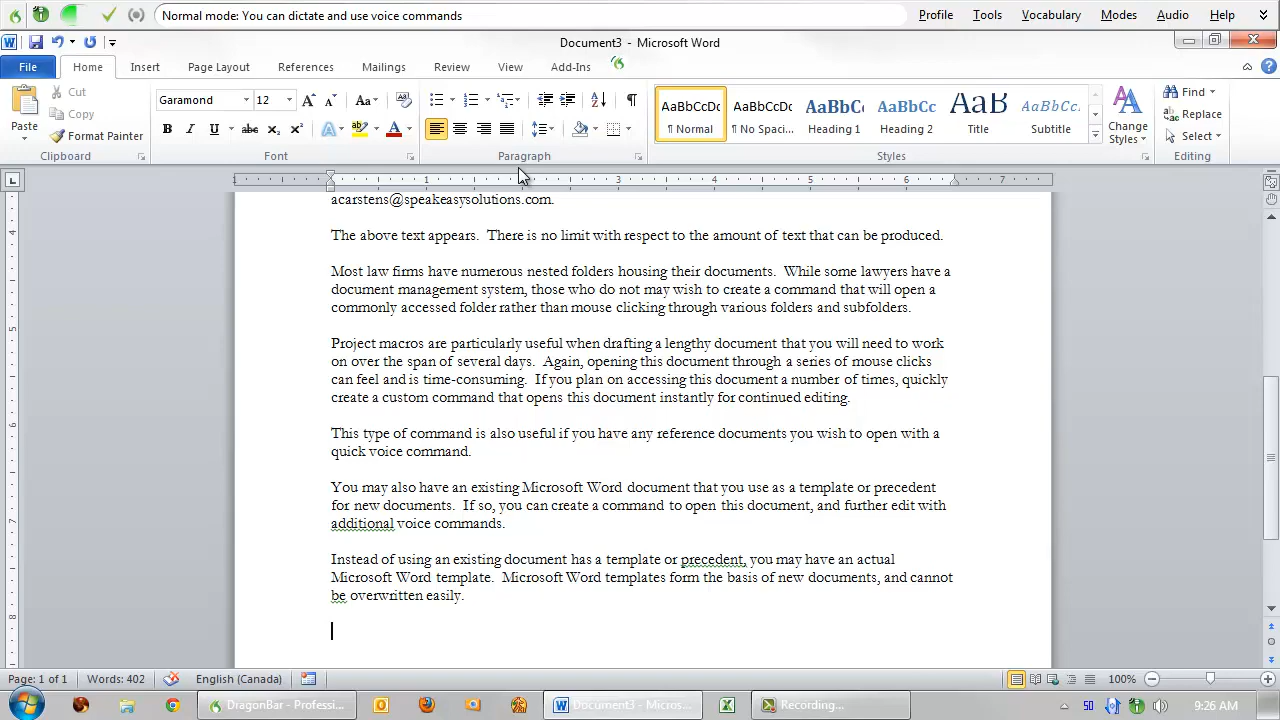 Normal mode: You can dictate and use voice commands
Profile Tools Vocabulary Modes Audio Help
Document3 - Microsoft Word
File Home Insert Page Layout References Mailings Review View Add-Ins
Paste
Cut
Copy
Format Painter
Clipboard
Garamond 12
Font
Paragraph
AaBbCcDc AaBbCcDc AaBbC AaBbCc AaB AaBbCcL
¶ Normal ¶ No Spaci... Heading 1 Heading 2 Title Subtitle
Change Styles
Styles
Find
Replace
Select
Editing
1 1 3 4 5 6 7
acarstens@speakeasysolutions.com.
The above text appears. There is no limit with respect to the amount of text that can be produced.
Most law firms have numerous nested folders housing their documents. While some lawyers have a
document management system, those who do not may wish to create a command that will open a
commonly accessed folder rather than mouse clicking through various folders and subfolders.
Project macros are particularly useful when drafting a lengthy document that you will need to work
on over the span of several days. Again, opening this document through a series of mouse clicks
can feel and is time-consuming. If you plan on accessing this document a number of times, quickly
create a custom command that opens this document instantly for continued editing.
This type of command is also useful if you have any reference documents you wish to open with a
quick voice command.
You may also have an existing Microsoft Word document that you use as a template or precedent
for new documents. If so, you can create a command to open this document, and further edit with
additional voice commands.
Instead of using an existing document has a template or precedent, you may have an actual
Microsoft Word template. Microsoft Word templates form the basis of new documents, and cannot
be overwritten easily.
Page: 1 of 1 Words: 402 English (Canada) 100%
DragonBar - Professi... Document3 - Micros... Recording... 50 9:26 AM